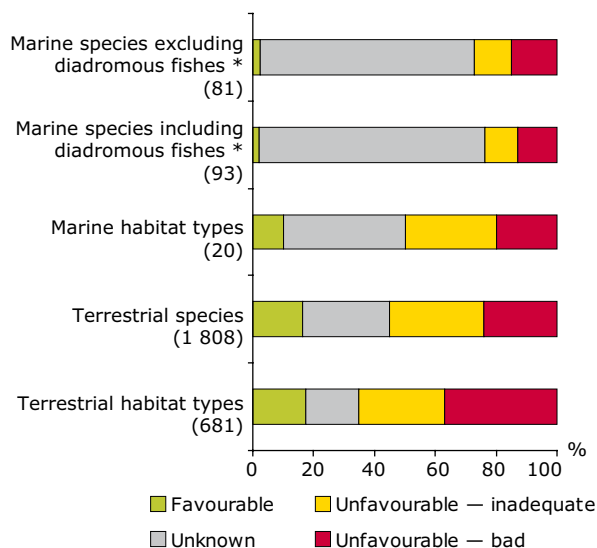 Marine species excluding
diadromous fishes *
(81)
Marine species including
diadromous fishes *
(93)
Marine habitat types
(20)
Terrestrial species
(1 808)
Terrestrial habitat types
(681)
%
0 20 40 60 80 100
Favourable Unfavourable — inadequate
Unknown Unfavourable — bad